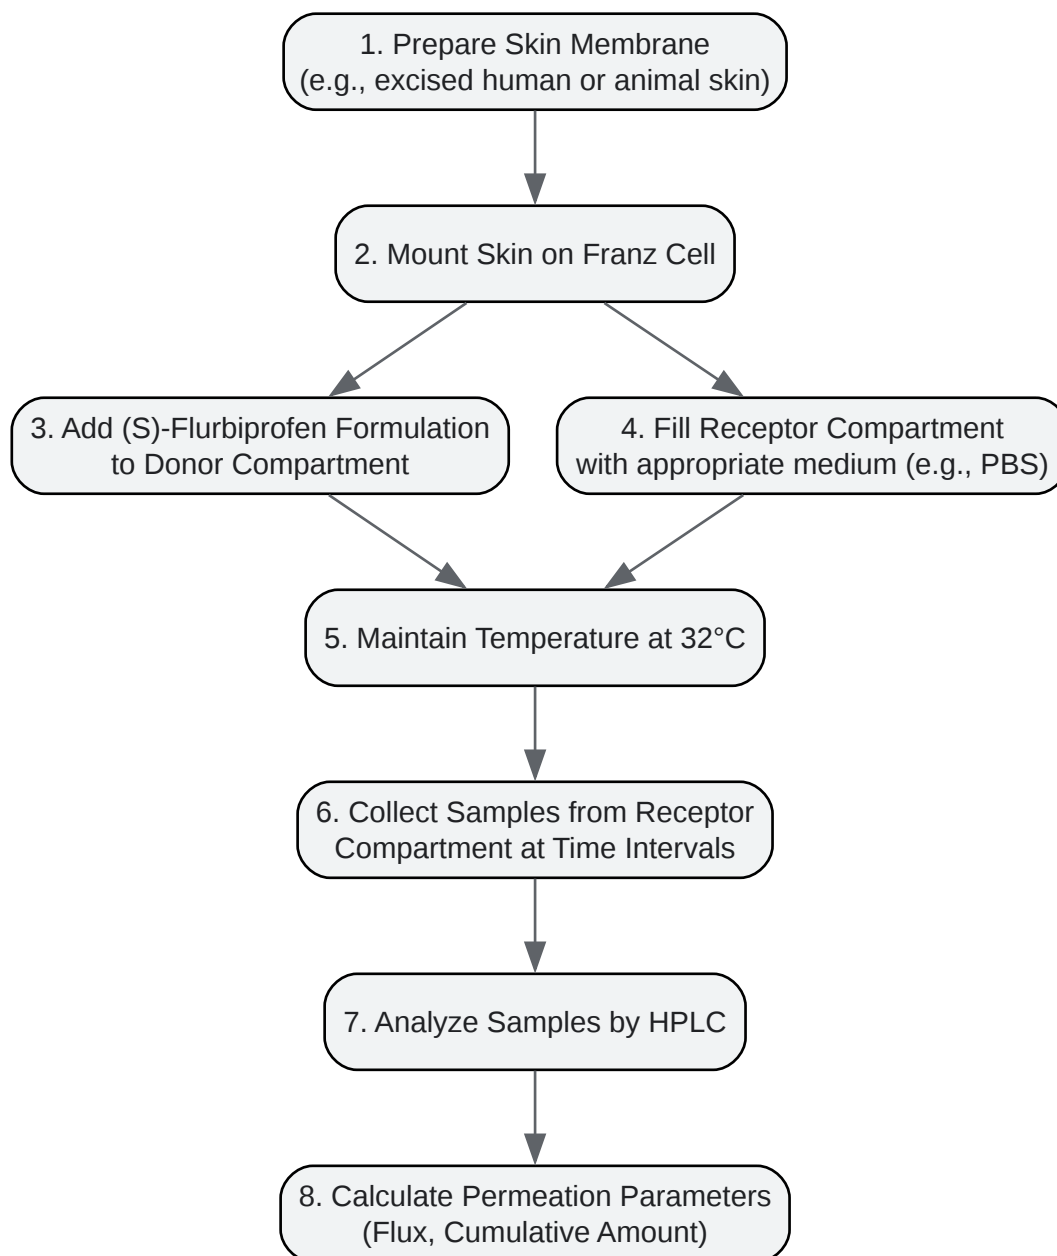 1. Prepare Skin Membrane
(e.g., excised human or animal skin)
2. Mount Skin on Franz Cell
3. Add (S)-Flurbiprofen Formulation
to Donor Compartment
4. Fill Receptor Compartment
with appropriate medium (e.g., PBS)
5. Maintain Temperature at 32°C
6. Collect Samples from Receptor
Compartment at Time Intervals
7. Analyze Samples by HPLC
8. Calculate Permeation Parameters
(Flux, Cumulative Amount)